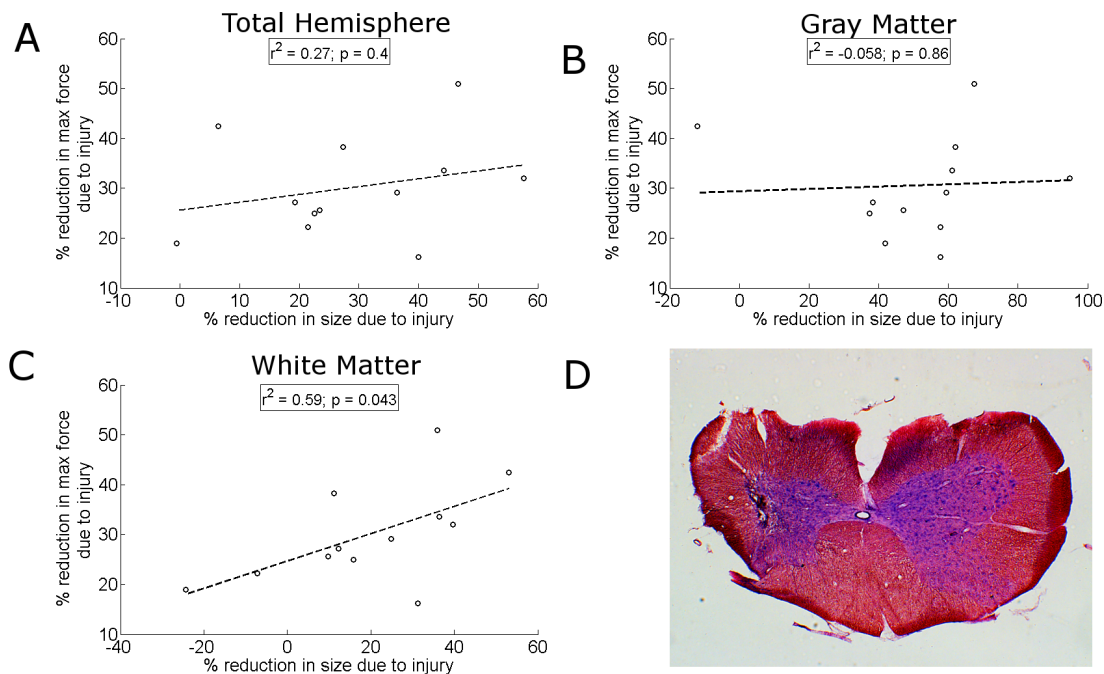 A
Total Hemisphere
r² = 0.27; p = 0.4
60
50
40
30
20
10
% reduction in max force
due to injury
-10
0
10
20
30
40
50
60
% reduction in size due to injury
B
Gray Matter
r² = -0.058; p = 0.86
60
50
40
30
20
10
% reduction in max force
due to injury
-20
0
20
40
60
80
100
% reduction in size due to injury
C
White Matter
r² = 0.59; p = 0.043
60
50
40
30
20
10
% reduction in max force
due to injury
-40
-20
0
20
40
60
% reduction in size due to injury
D